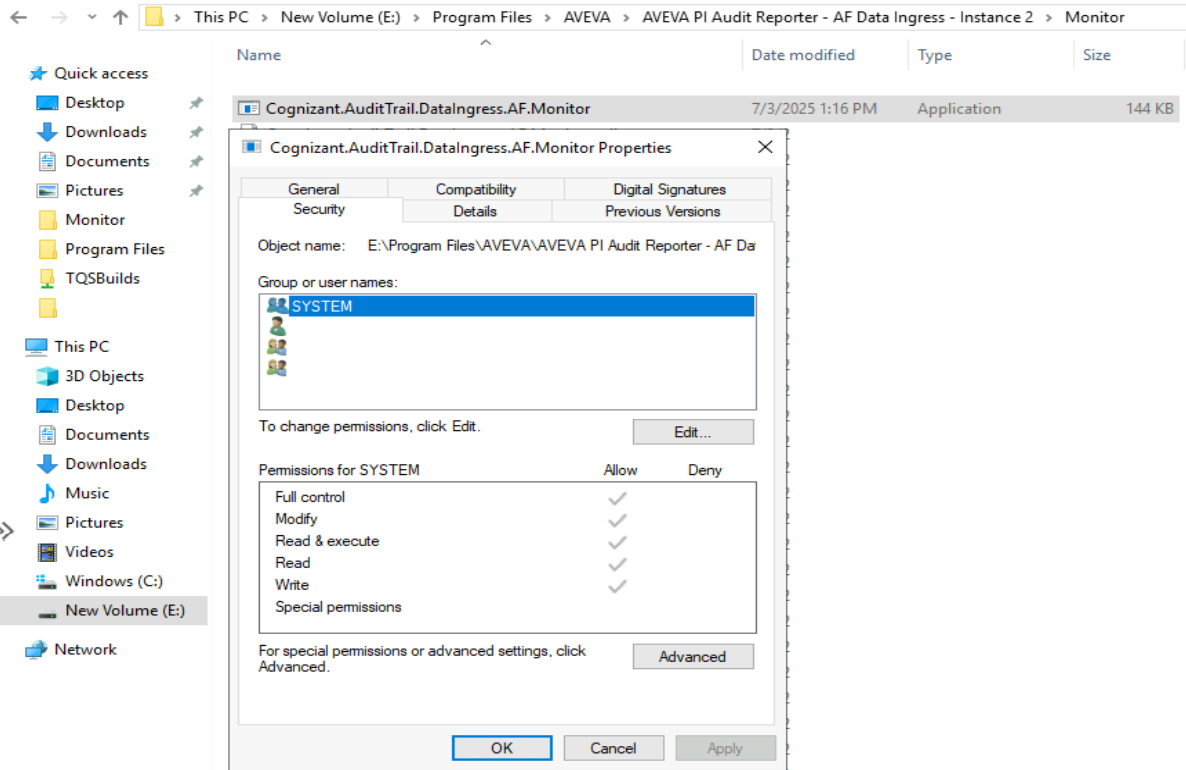 This PC > New Volume (E:) > Program Files > AVEVA > AVEVA PI Audit Reporter - AF Data Ingress - Instance 2 > Monitor
Name Date modified Type Size
Quick access
Desktop
Downloads
Documents
Pictures
Monitor
Program Files
TQSBuilds
This PC
3D Objects
Desktop
Documents
Downloads
Music
Pictures
Videos
Windows (C:)
New Volume (E:)
Network
Cognizant.AuditTrail.DataIngress.AF.Monitor 7/3/2025 1:16 PM Application 144 KB
Cognizant.AuditTrail.DataIngress.AF.Monitor Properties
General Compatibility Digital Signatures
Security Details Previous Versions
Object name: E:\Program Files\AVEVA\AVEVA PI Audit Reporter - AF Da
Group or user names:
SYSTEM
To change permissions, click Edit.
Edit...
Permissions for SYSTEM Allow Deny
Full control
Modify
Read & execute
Read
Write
Special permissions
For special permissions or advanced settings, click
Advanced.
Advanced
OK Cancel Apply